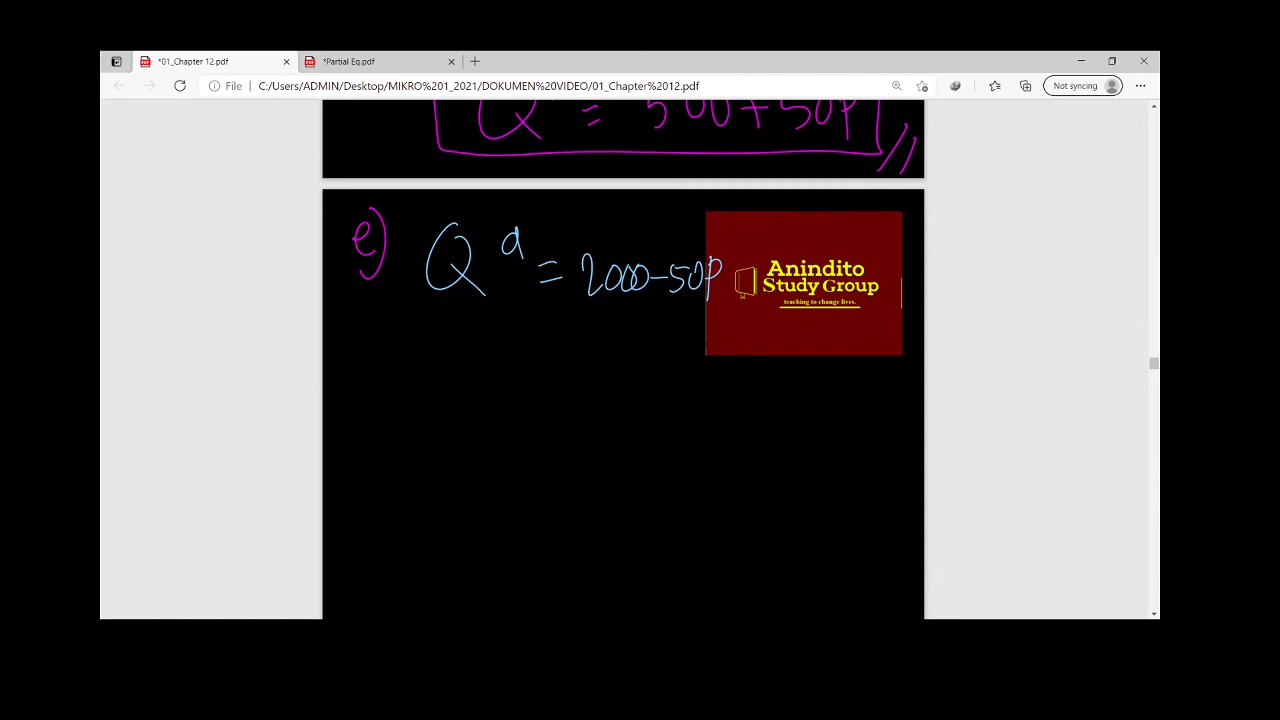 *01_Chapter 12.pdf
*Partial Eq.pdf
File
C:/Users/ADMIN/Desktop/MIKRO%201_2021/DOKUMEN%20VIDEO/01_Chapter%2012.pdf
Not syncing
Q = 500+50P
e) Q^d = 2000-50P
Anindito
Study Group
teaching to change lives.